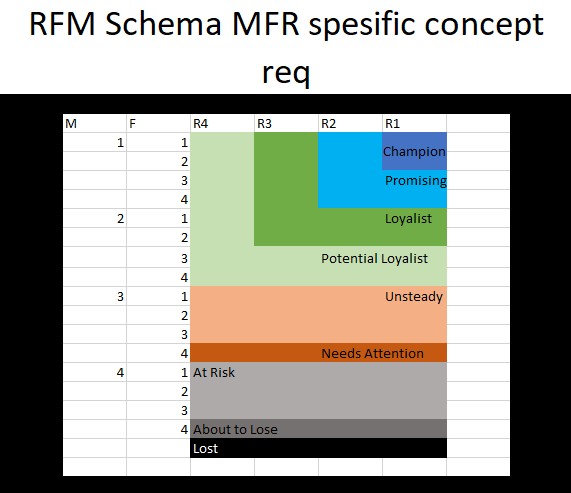 RFM Schema MFR spesific concept
req
M F R4 R3 R2 R1
1 1 Champion
2
3 Promising
4
2 1 Loyalist
2
3 Potential Loyalist
4
3 1 Unsteady
2
3
4 Needs Attention
4 1 At Risk
2
3
4 About to Lose
Lost